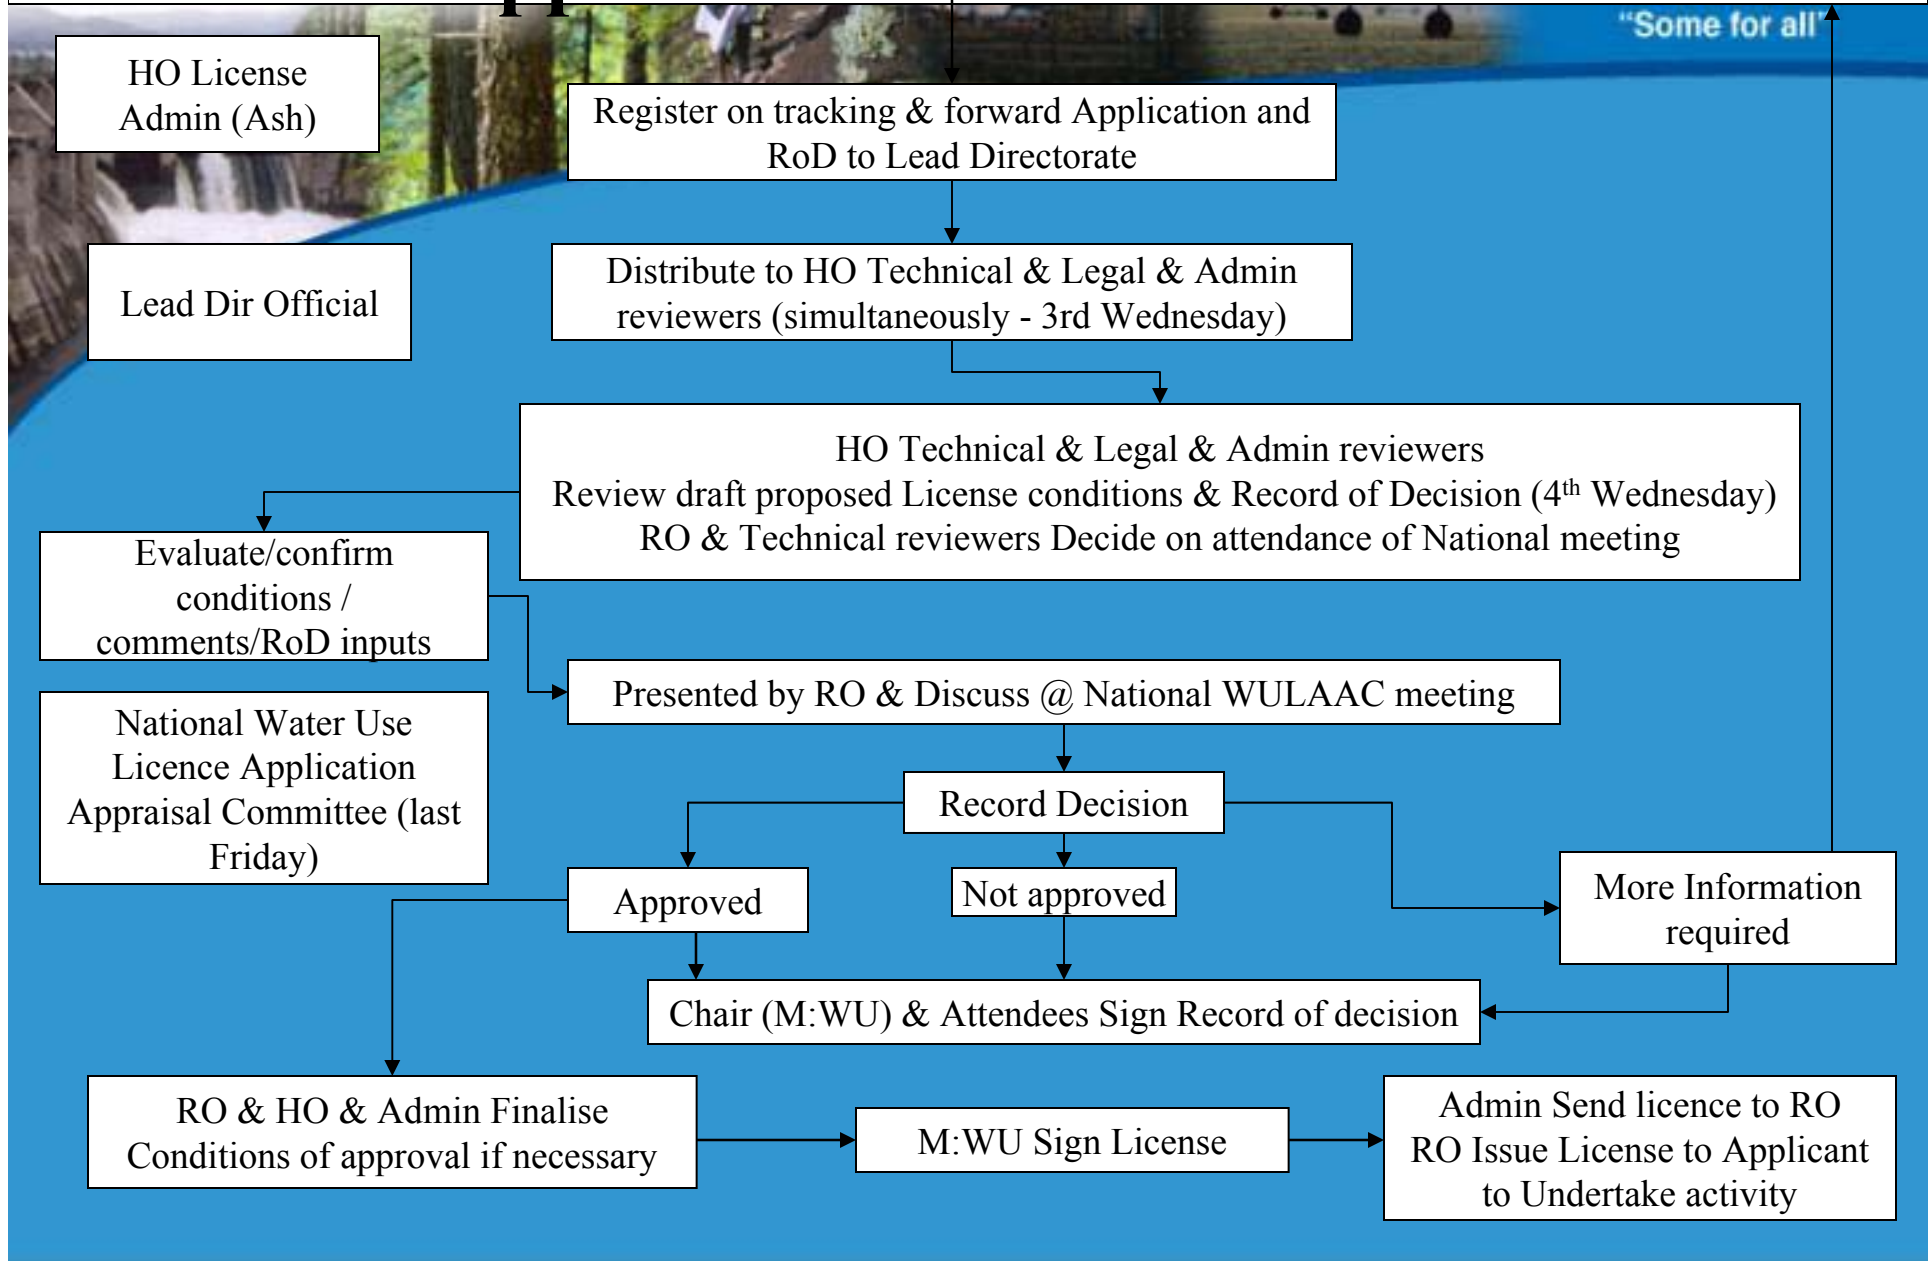 "Some for all"
HO License
Admin (Ash)
Register on tracking & forward Application and
RoD to Lead Directorate
Lead Dir Official
Distribute to HO Technical & Legal & Admin
reviewers (simultaneously - 3rd Wednesday)
HO Technical & Legal & Admin reviewers
Review draft proposed License conditions & Record of Decision (4th Wednesday)
RO & Technical reviewers Decide on attendance of National meeting
Evaluate/confirm
conditions /
comments/RoD inputs
Presented by RO & Discuss @ National WULAAC meeting
National Water Use
Licence Application
Appraisal Committee (last
Friday)
Record Decision
Approved
Not approved
More Information
required
Chair (M:WU) & Attendees Sign Record of decision
RO & HO & Admin Finalise
Conditions of approval if necessary
M:WU Sign License
Admin Send licence to RO
RO Issue License to Applicant
to Undertake activity